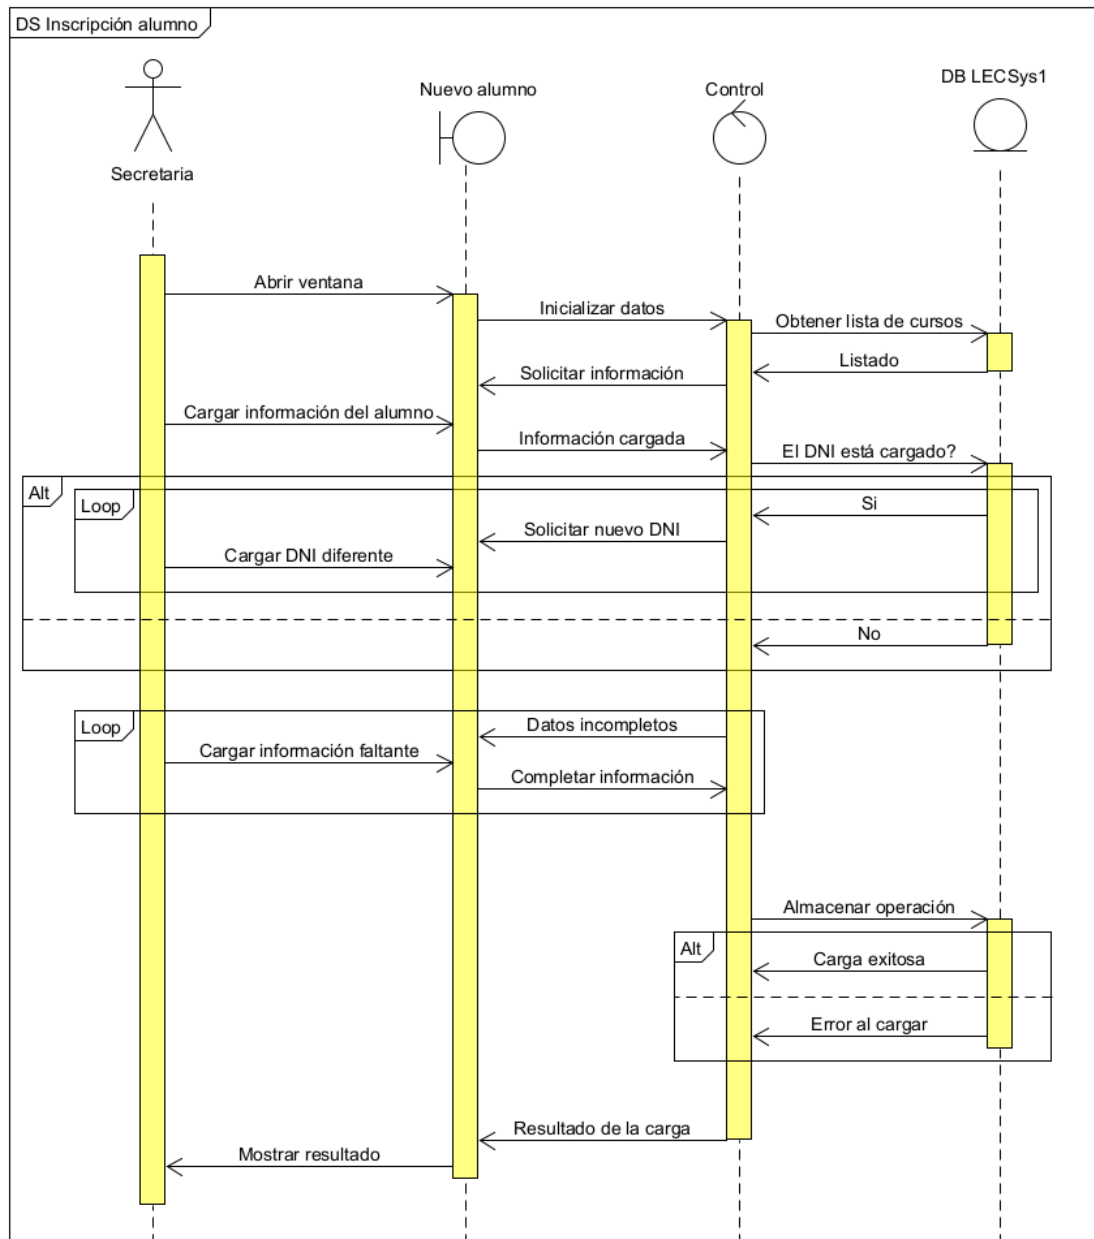 DS Inscripción alumno
DB LECSys1
Nuevo alumno
Control
Secretaria
Abrir ventana
Inicializar datos
Obtener lista de cursos
Listado
Solicitar información
Cargar información del alumno
Información cargada
El DNI está cargado?
Alt
Loop
Si
Solicitar nuevo DNI
Cargar DNI diferente
No
Loop
Datos incompletos
Cargar información faltante
Completar información
Almacenar operación
Alt
Carga exitosa
Error al cargar
Resultado de la carga
Mostrar resultado